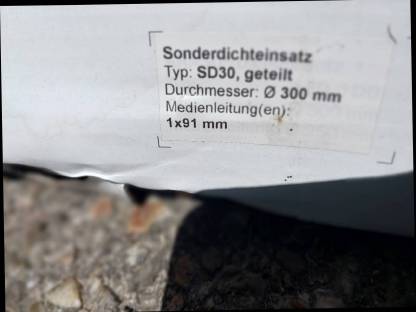 Sonderdichteinsatz
Typ: SD30, geteilt
Durchmesser: Ø 300 mm
Medienleitung(en):
1x91 mm